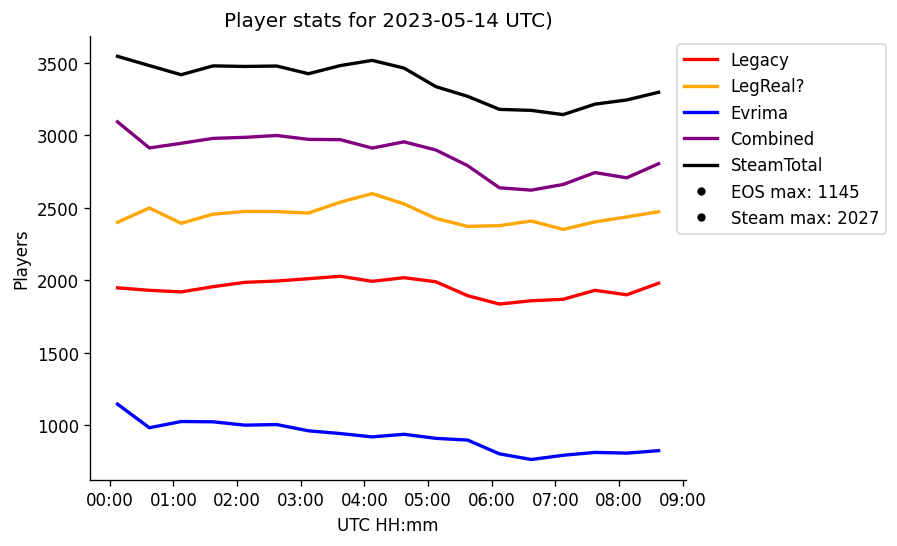 Player stats for 2023-05-14 UTC)
Legacy
LegReal?
Evrima
Combined
SteamTotal
EOS max: 1145
Steam max: 2027
Players
3500
3000
2500
2000
1500
1000
00:00 01:00 02:00 03:00 04:00 05:00 06:00 07:00 08:00 09:00
UTC HH:mm